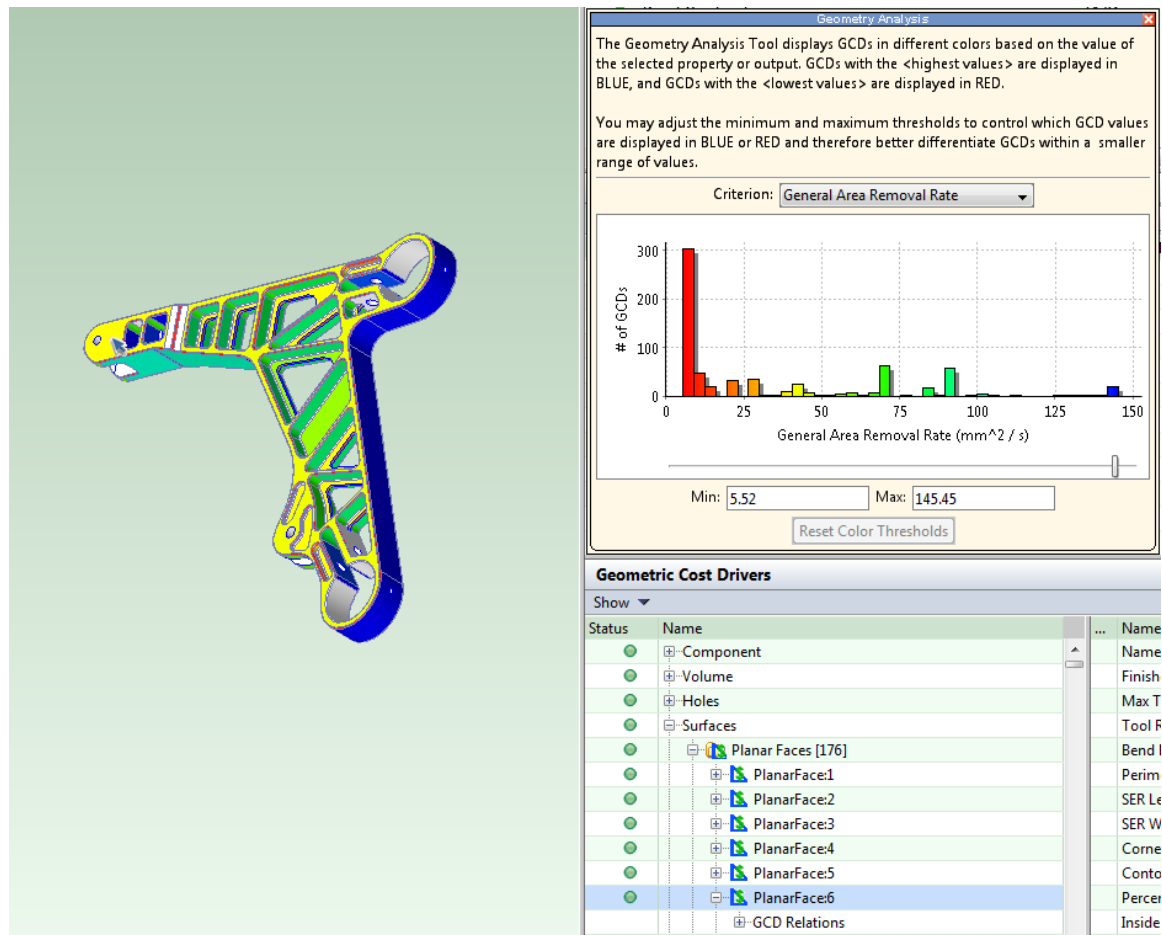 Geometry Analysis
The Geometry Analysis Tool displays GCDs in different colors based on the value of
the selected property or output. GCDs with the <highest values> are displayed in
BLUE, and GCDs with the <lowest values> are displayed in RED.
You may adjust the minimum and maximum thresholds to control which GCD values
are displayed in BLUE or RED and therefore better differentiate GCDs within a smaller
range of values.
Criterion: General Area Removal Rate
300
200
100
0
# of GCDs
0 25 50 75 100 125 150
General Area Removal Rate (mm^2 / s)
Min: 5.52 Max: 145.45
Reset Color Thresholds
Geometric Cost Drivers
Show
Status Name ... Name
Component Name
Volume Finish
Holes Max T
Surfaces Tool R
Planar Faces [176] Bend
PlanarFace:1 Perim
PlanarFace:2 SER Le
PlanarFace:3 SER W
PlanarFace:4 Corne
PlanarFace:5 Conto
PlanarFace:6 Percer
GCD Relations Inside